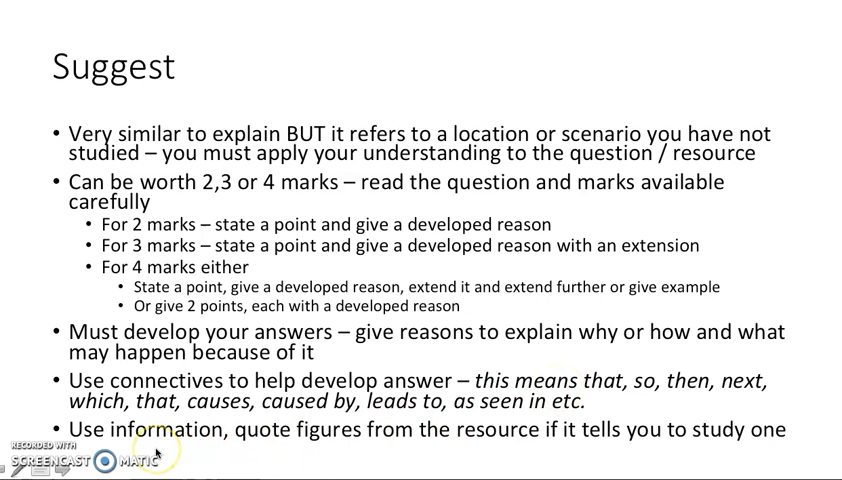 Suggest
• Very similar to explain BUT it refers to a location or scenario you have not
studied – you must apply your understanding to the question / resource
• Can be worth 2,3 or 4 marks – read the question and marks available
carefully
• For 2 marks – state a point and give a developed reason
• For 3 marks – state a point and give a developed reason with an extension
• For 4 marks either
• State a point, give a developed reason, extend it and extend further or give example
• Or give 2 points, each with a developed reason
• Must develop your answers – give reasons to explain why or how and what
may happen because of it
• Use connectives to help develop answer – this means that, so, then, next,
which, that, causes, caused by, leads to, as seen in etc.
• Use information, quote figures from the resource if it tells you to study one
RECORDED WITH
SCREENCAST MATIC